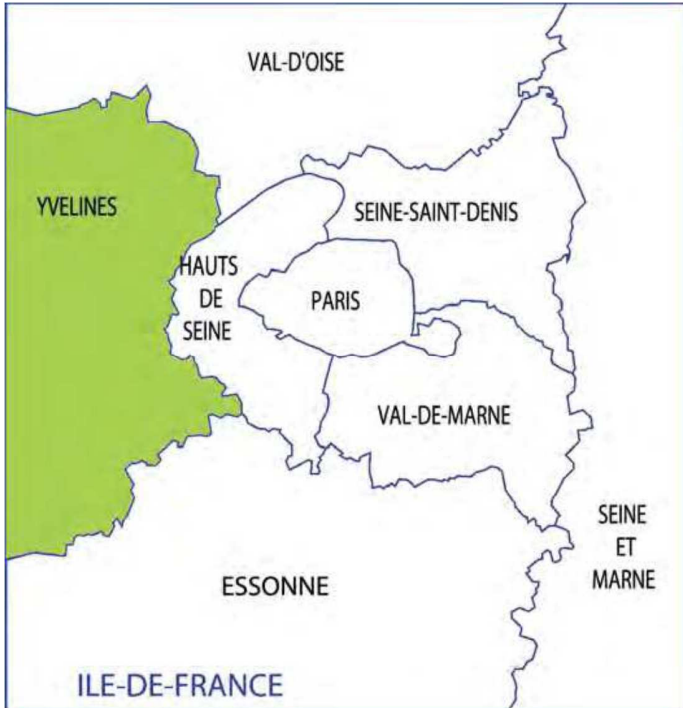 VAL-D'OISE
YVELINES
SEINE-SAINT-DENIS
HAUTS
DE
SEINE
PARIS
VAL-DE-MARNE
SEINE
ET
MARNE
ESSONNE
ILE-DE-FRANCE